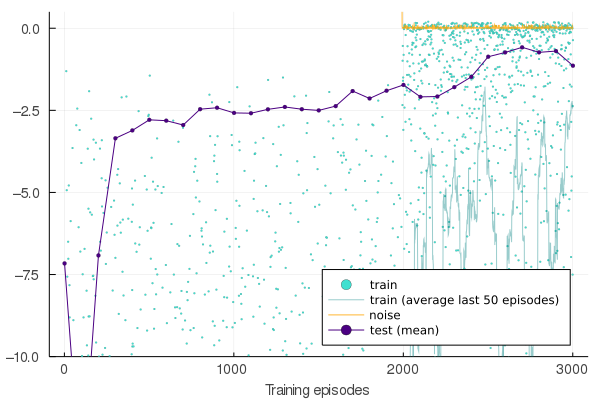 0.0
−2.5
−5.0
−7.5
−10.0
0
1000
2000
3000
Training episodes
train
train (average last 50 episodes)
noise
test (mean)